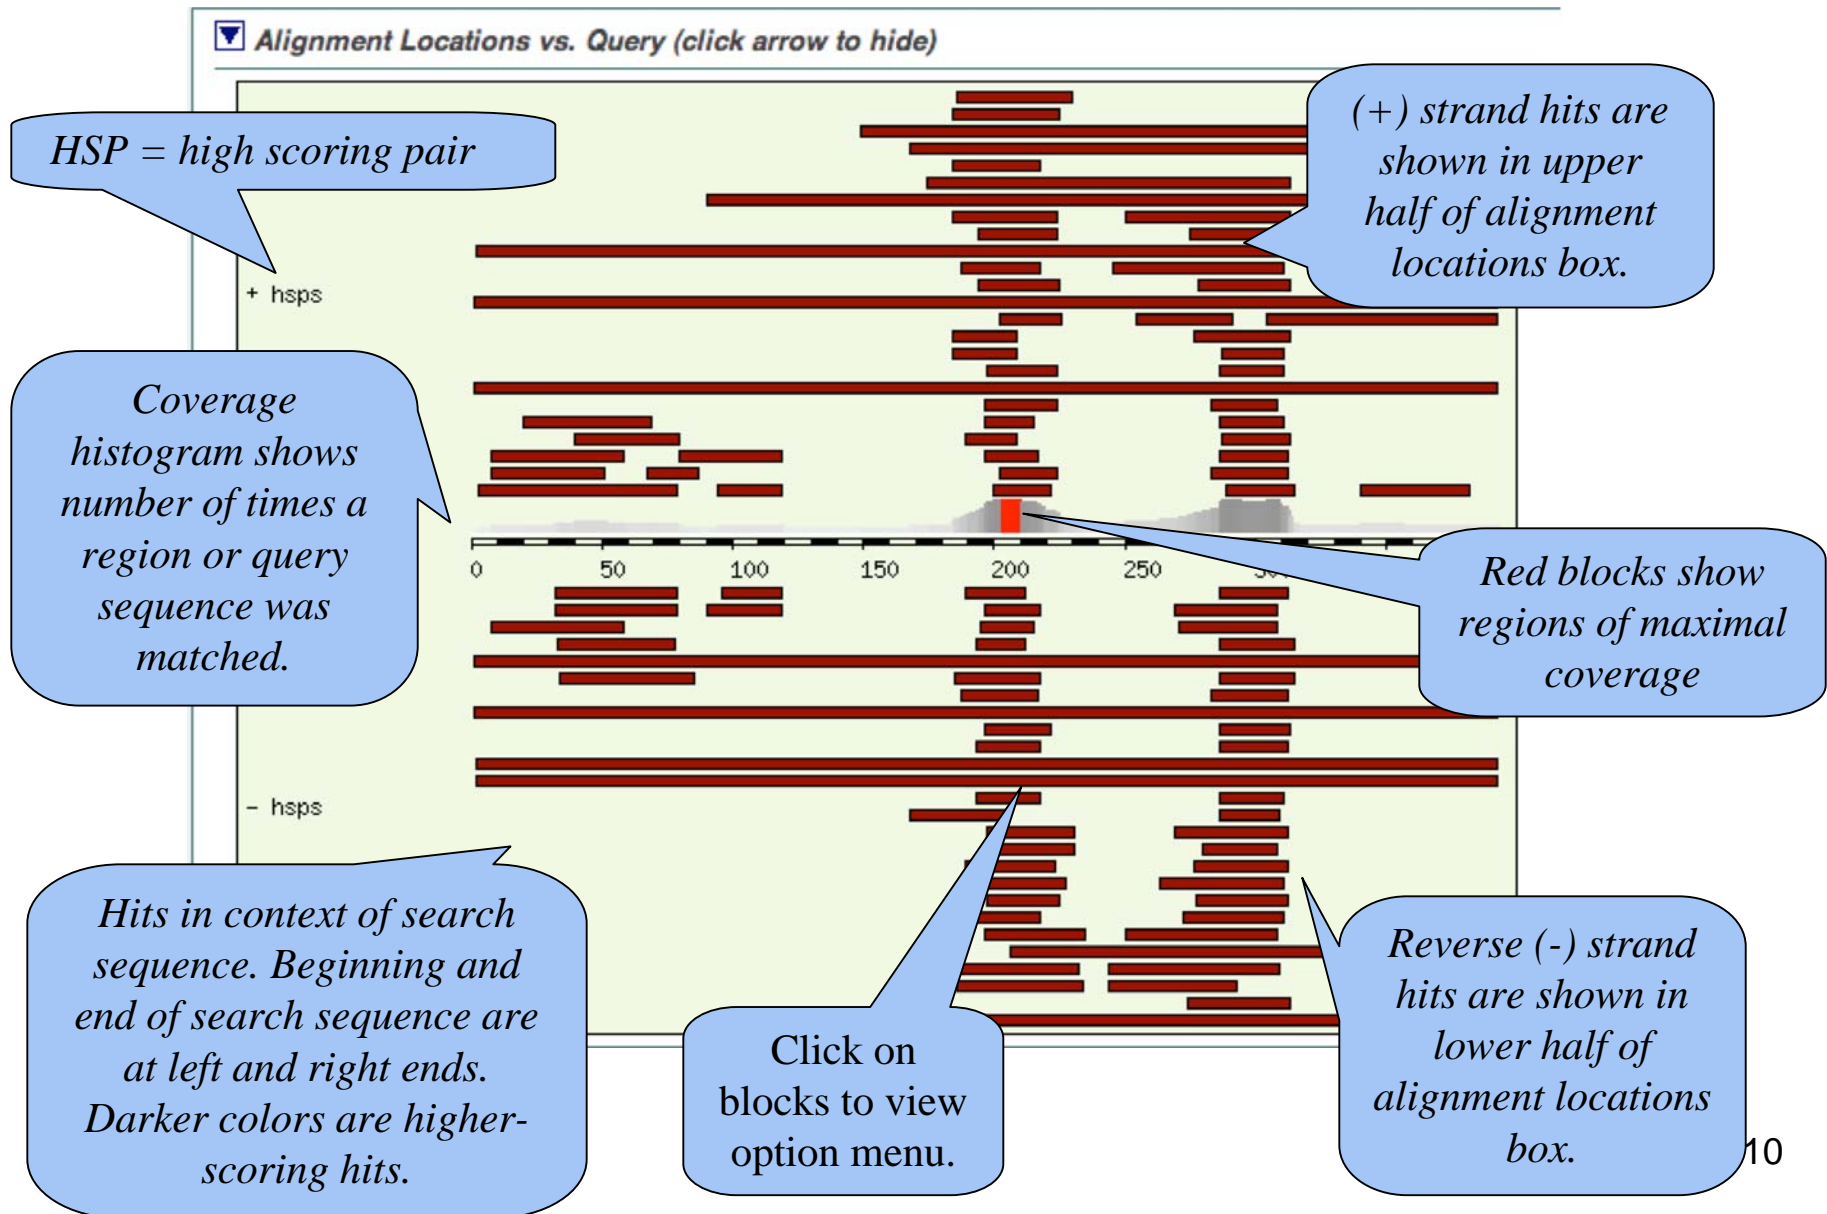 Alignment Locations vs. Query (click arrow to hide)
HSP = high scoring pair
(+) strand hits are
shown in upper
half of alignment
locations box.
+ hsps
Coverage
histogram shows
number of times a
region or query
sequence was
matched.
0 50 100 150 200 250
Red blocks show
regions of maximal
coverage
- hsps
Hits in context of search
sequence. Beginning and
end of search sequence are
at left and right ends.
Darker colors are higher-
scoring hits.
Click on
blocks to view
option menu.
Reverse (-) strand
hits are shown in
lower half of
alignment locations
box.
10